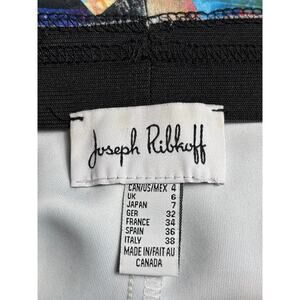 Joseph Ribkoff
CAN/US/MEX 4
UK 6
JAPAN 7
GER 32
FRANCE 34
SPAIN 36
ITALY 38
MADE IN/FAIT AU
CANADA